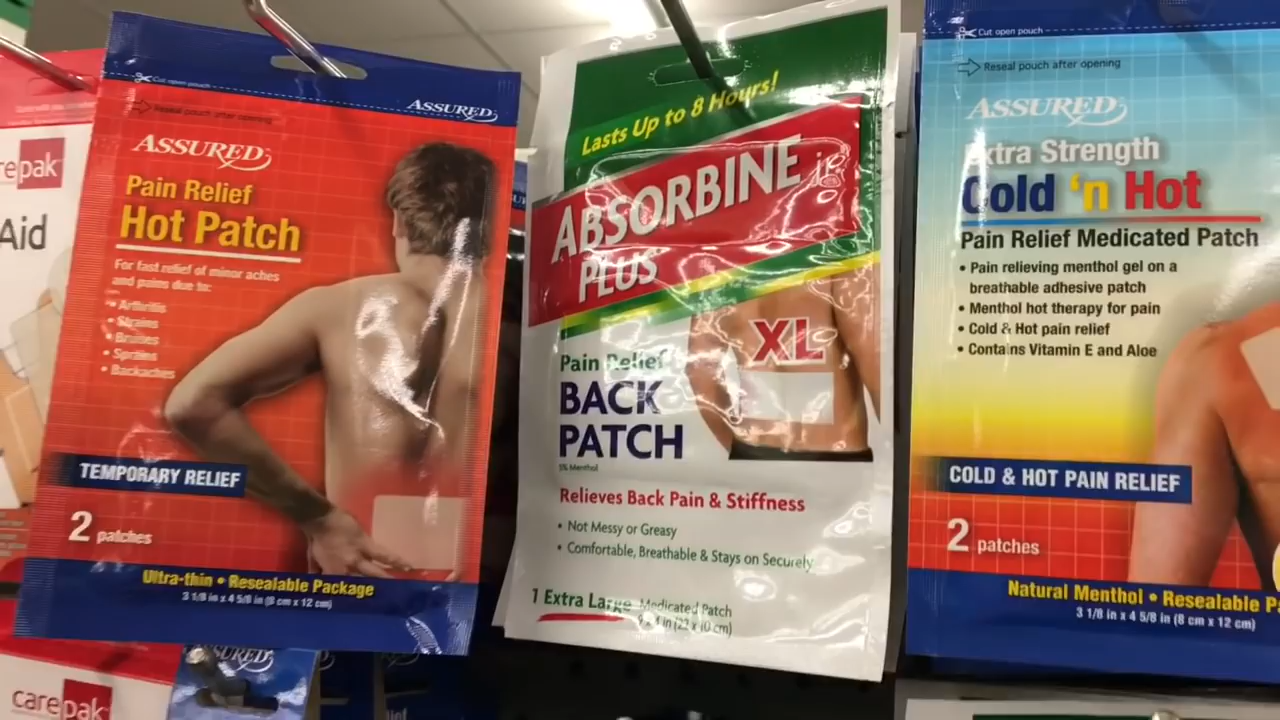 epak
Aid
carepak
Cut open pouch
Reseal pouch after opening
ASSURED
ASSURED
Pain Relief
Hot Patch
For fast relief of minor aches
and pains due to:
• Arthritis
• Strains
• Bruises
• Sprains
• Backaches
TEMPORARY RELIEF
2 patches
Ultra-thin • Resealable Package
3 1/8 in x 4 5/8 in (8 cm x 12 cm)
SURED
Lasts Up to 8 Hours!
ABSORBINE jr.
PLUS
XL
Pain Relief
BACK
PATCH
5% Menthol
Relieves Back Pain & Stiffness
• Not Messy or Greasy
• Comfortable, Breathable & Stays on Securely
1 Extra Large Medicated Patch
9 x 4 in (22 x 10 cm)
Cut open pouch
Reseal pouch after opening
ASSURED
Extra Strength
Cold 'n Hot
Pain Relief Medicated Patch
• Pain relieving menthol gel on a
breathable adhesive patch
• Menthol hot therapy for pain
• Cold & Hot pain relief
• Contains Vitamin E and Aloe
COLD & HOT PAIN RELIEF
2 patches
Natural Menthol • Resealable P
3 1/8 in x 4 5/8 in (8 cm x 12 cm)